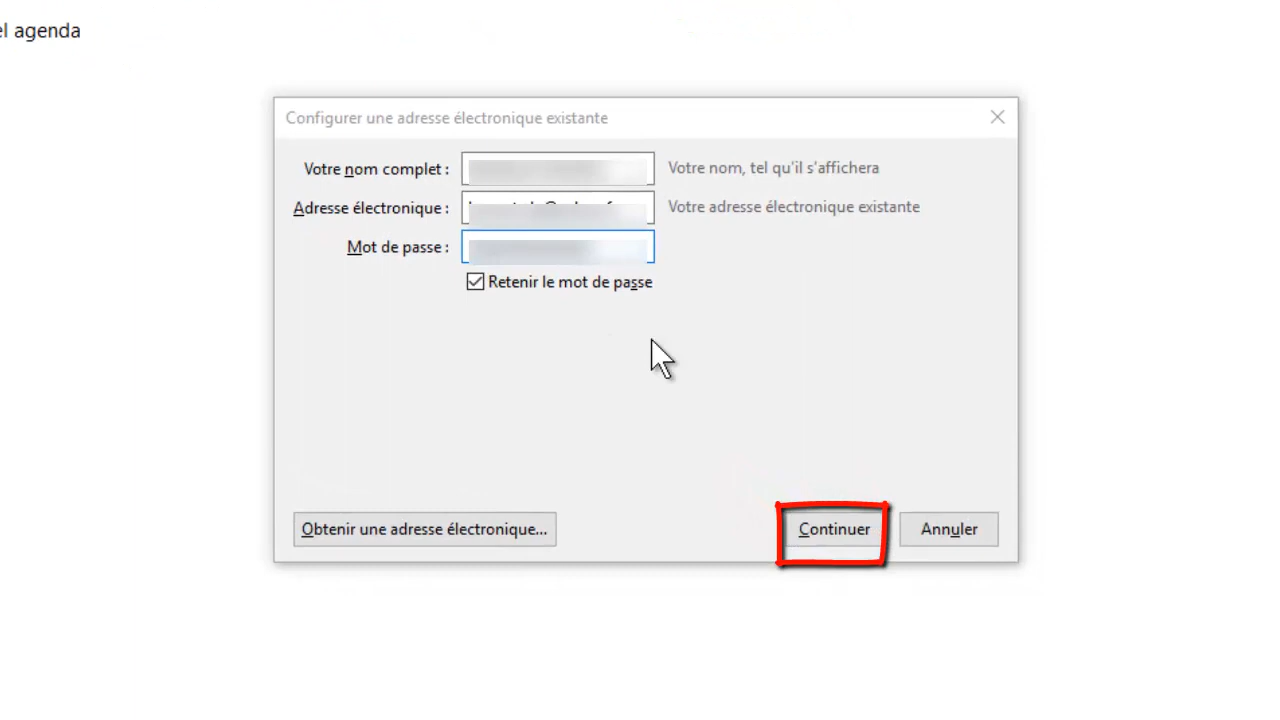 agenda
Configurer une adresse électronique existante
Votre nom complet :
Votre nom, tel qu'il s'affichera
Adresse électronique :
Votre adresse électronique existante
Mot de passe :
Retenir le mot de passe
Obtenir une adresse électronique...
Continuer
Annuler